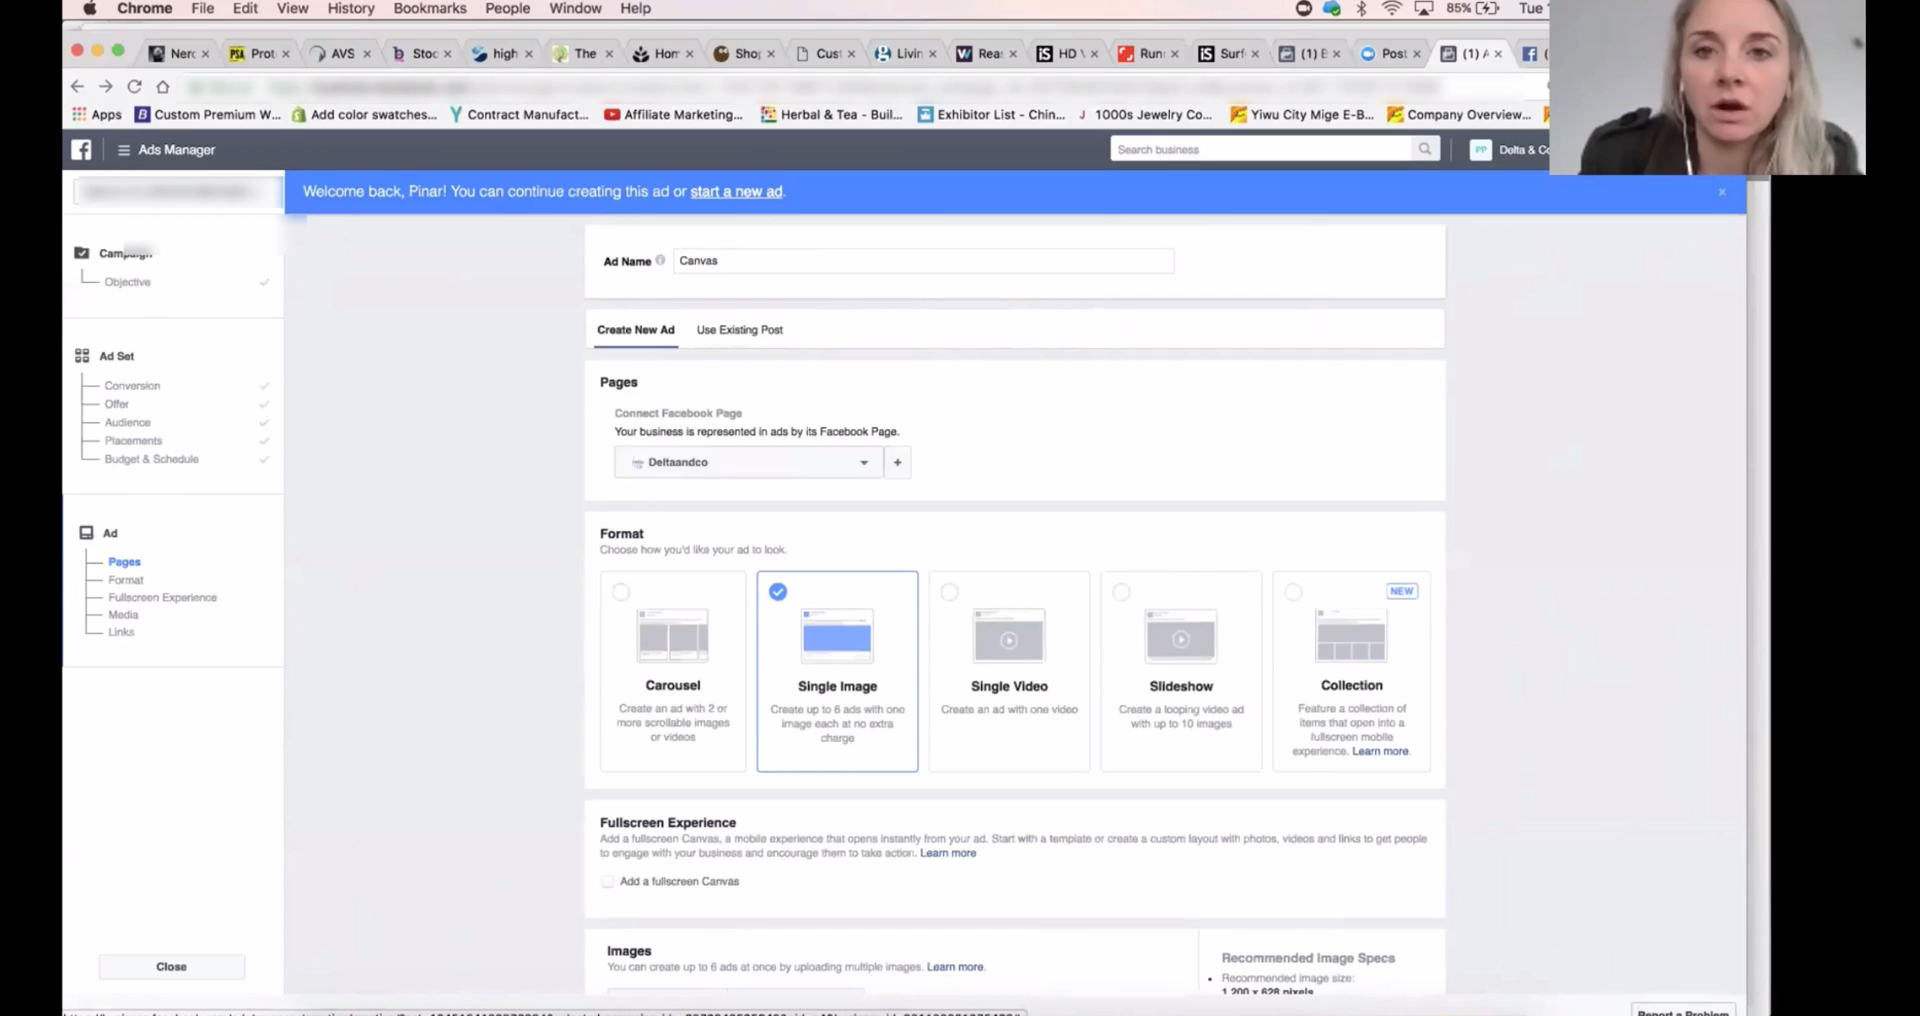 Chrome File Edit View History Bookmarks People Window Help 85% Tue
Nerc Prot AVS Stoc high The Hom Sho Cust Livin Rea HD V Run Surf (1) E Post (1) A
Apps Custom Premium W... Add color swatches... Contract Manufact... Affiliate Marketing... Herbal & Tea - Buil... Exhibitor List - Chin... 1000s Jewelry Co... Yiwu City Mige E-B... Company Overview...
Ads Manager Search business PP Delta & Co
Welcome back, Pinar! You can continue creating this ad or start a new ad.
Campaign
Objective
Ad Set
Conversion
Offer
Audience
Placements
Budget & Schedule
Ad
Pages
Format
Fullscreen Experience
Media
Links
Close
Ad Name Canvas
Create New Ad Use Existing Post
Pages
Connect Facebook Page
Your business is represented in ads by its Facebook Page.
Deltaandco +
Format
Choose how you'd like your ad to look.
Carousel
Create an ad with 2 or
more scrollable images
or videos
Single Image
Create up to 6 ads with one
image each at no extra
charge
Single Video
Create an ad with one video
Slideshow
Create a looping video ad
with up to 10 images
NEW
Collection
Feature a collection of
items that open into a
fullscreen mobile
experience. Learn more.
Fullscreen Experience
Add a fullscreen Canvas, a mobile experience that opens instantly from your ad. Start with a template or create a custom layout with photos, videos and links to get people
to engage with your business and encourage them to take action. Learn more
Add a fullscreen Canvas
Images
You can create up to 6 ads at once by uploading multiple images. Learn more.
Recommended Image Specs
• Recommended image size:
1,200 x 628 pixels
Report a Problem